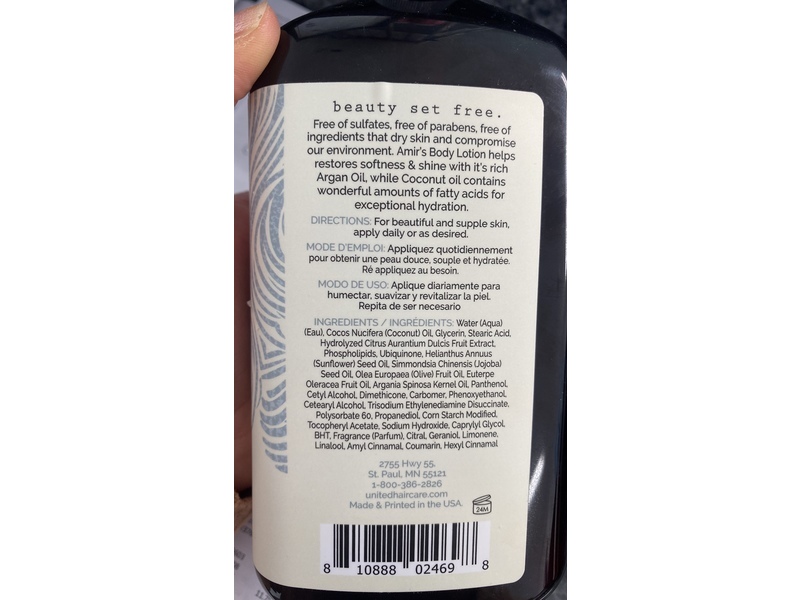 beauty set free.
Free of sulfates, free of parabens, free of
ingredients that dry skin and compromise
our environment. Amir's Body Lotion helps
restores softness & shine with it's rich
Argan Oil, while Coconut oil contains
wonderful amounts of fatty acids for
exceptional hydration.
DIRECTIONS: For beautiful and supple skin,
apply daily or as desired.
MODE D'EMPLOI: Appliquez quotidiennement
pour obtenir une peau douce, souple et hydratée.
Ré appliquez au besoin.
MODO DE USO: Aplique diariamente para
humectar, suavizar y revitalizar la piel.
Repita de ser necesario
INGREDIENTS / INGRÉDIENTS: Water (Aqua)
(Eau), Cocos Nucifera (Coconut) Oil, Glycerin, Stearic Acid,
Hydrolyzed Citrus Aurantium Dulcis Fruit Extract,
Phospholipids, Ubiquinone, Helianthus Annuus
(Sunflower) Seed Oil, Simmondsia Chinensis (Jojoba)
Seed Oil, Olea Europaea (Olive) Fruit Oil, Euterpe
Oleracea Fruit Oil, Argania Spinosa Kernel Oil, Panthenol,
Cetyl Alcohol, Dimethicone, Carbomer, Phenoxyethanol,
Cetearyl Alcohol, Trisodium Ethylenediamine Disuccinate,
Polysorbate 60, Propanediol, Corn Starch Modified,
Tocopheryl Acetate, Sodium Hydroxide, Caprylyl Glycol,
BHT, Fragrance (Parfum), Citral, Geraniol, Limonene,
Linalool, Amyl Cinnamal, Coumarin, Hexyl Cinnamal
2755 Hwy 55,
St. Paul, MN 55121
1-800-386-2826
unitedhaircare.com
Made & Printed in the USA.
24M
8 10888 02469 8